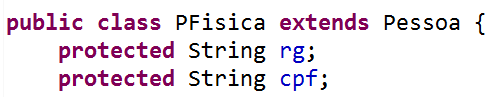 public class PFisica extends Pessoa {
protected String rg;
protected String cpf;